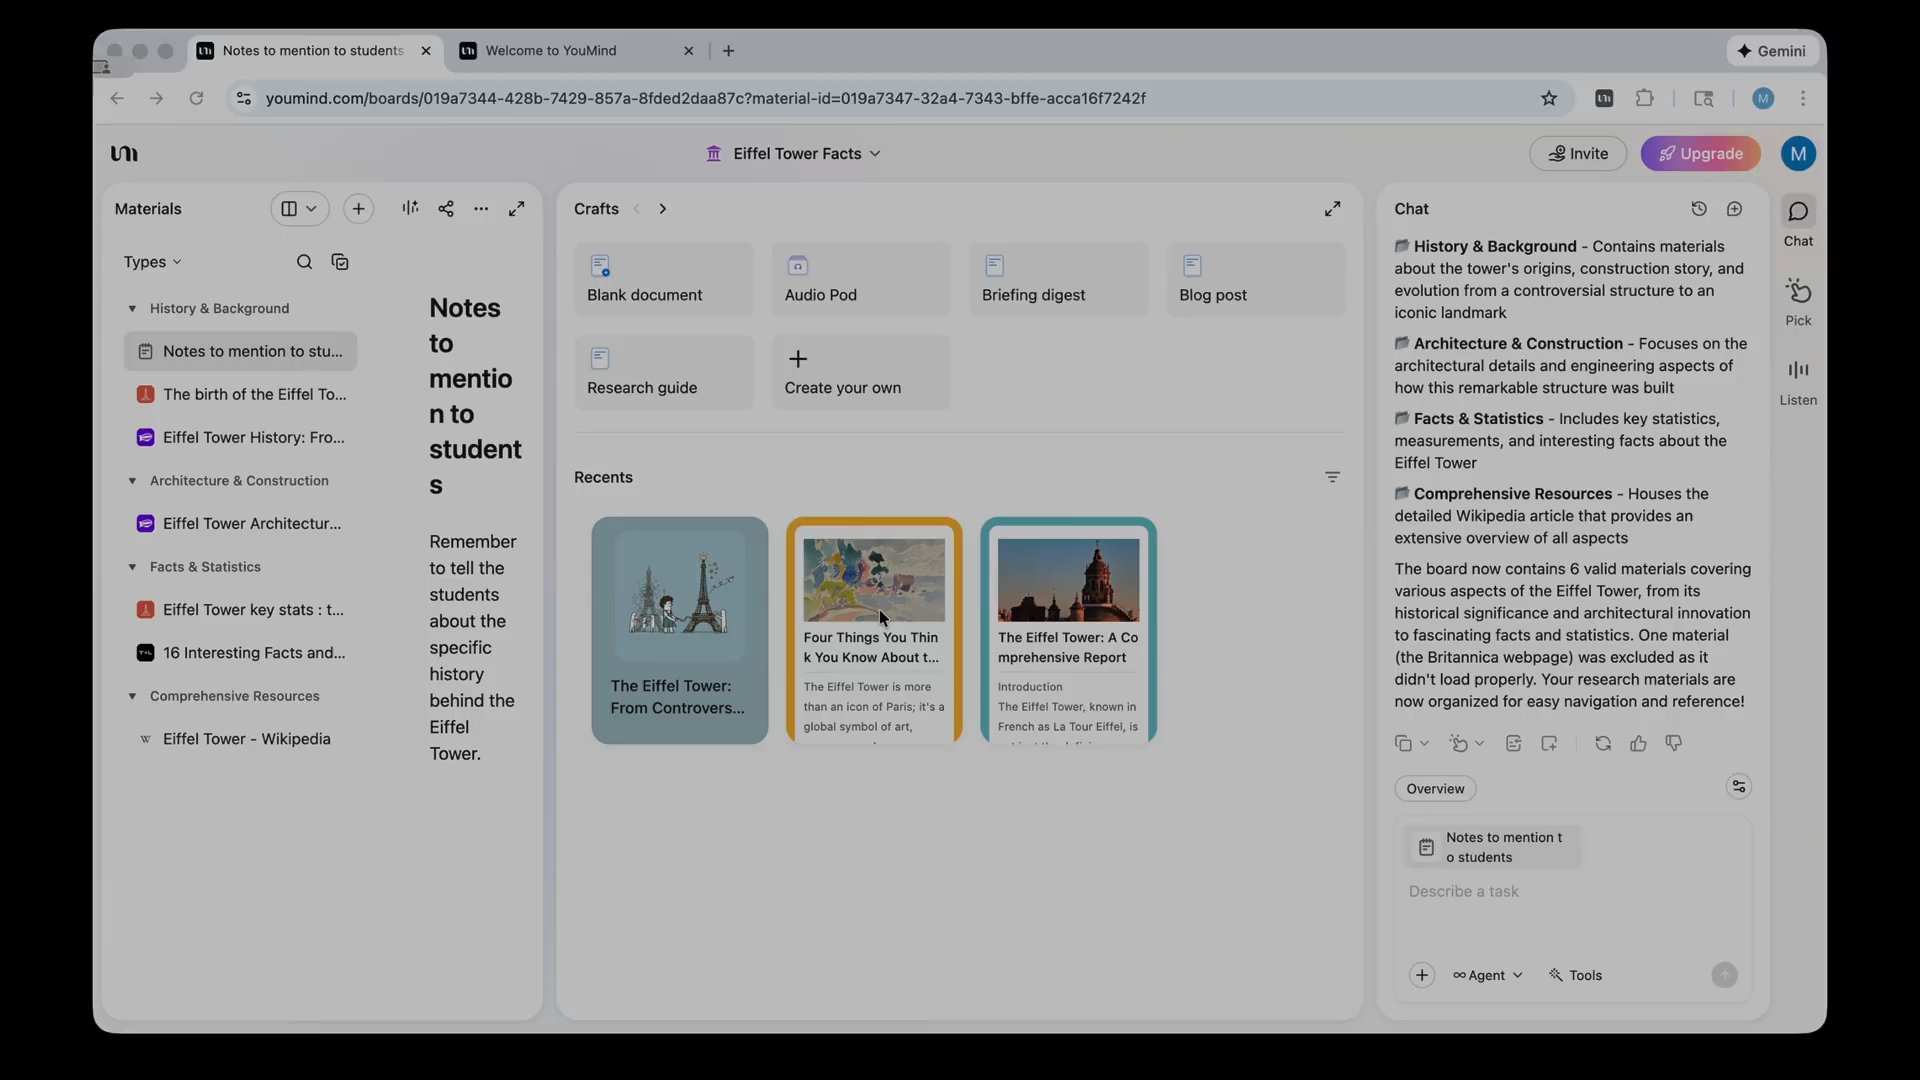 Notes to mention to students
Welcome to YouMind
Gemini
youmind.com/boards/019a7344-428b-7429-857a-8fded2daa87c?material-id=019a7347-32a4-7343-bffe-acca16f7242f
M
Eiffel Tower Facts
Invite
Upgrade
M
Materials
Types
History & Background
Notes to mention to stu...
The birth of the Eiffel To...
Eiffel Tower History: Fro...
Architecture & Construction
Eiffel Tower Architectur...
Facts & Statistics
Eiffel Tower key stats : t...
T+L
16 Interesting Facts and...
Comprehensive Resources
W
Eiffel Tower - Wikipedia
Notes
to
mentio
n to
student
s
Remember
to tell the
students
about the
specific
history
behind the
Eiffel
Tower.
Crafts
Blank document
Audio Pod
Briefing digest
Blog post
Research guide
Create your own
Recents
The Eiffel Tower:
From Controvers...
Four Things You Thin
k You Know About t...
The Eiffel Tower is more
than an icon of Paris; it's a
global symbol of art,
The Eiffel Tower: A Co
mprehensive Report
Introduction
The Eiffel Tower, known in
French as La Tour Eiffel, is
Chat
History & Background - Contains materials
about the tower's origins, construction story, and
evolution from a controversial structure to an
iconic landmark
Architecture & Construction - Focuses on the
architectural details and engineering aspects of
how this remarkable structure was built
Facts & Statistics - Includes key statistics,
measurements, and interesting facts about the
Eiffel Tower
Comprehensive Resources - Houses the
detailed Wikipedia article that provides an
extensive overview of all aspects
The board now contains 6 valid materials covering
various aspects of the Eiffel Tower, from its
historical significance and architectural innovation
to fascinating facts and statistics. One material
(the Britannica webpage) was excluded as it
didn't load properly. Your research materials are
now organized for easy navigation and reference!
Overview
Notes to mention t
o students
Describe a task
Agent
Tools
Chat
Pick
Listen